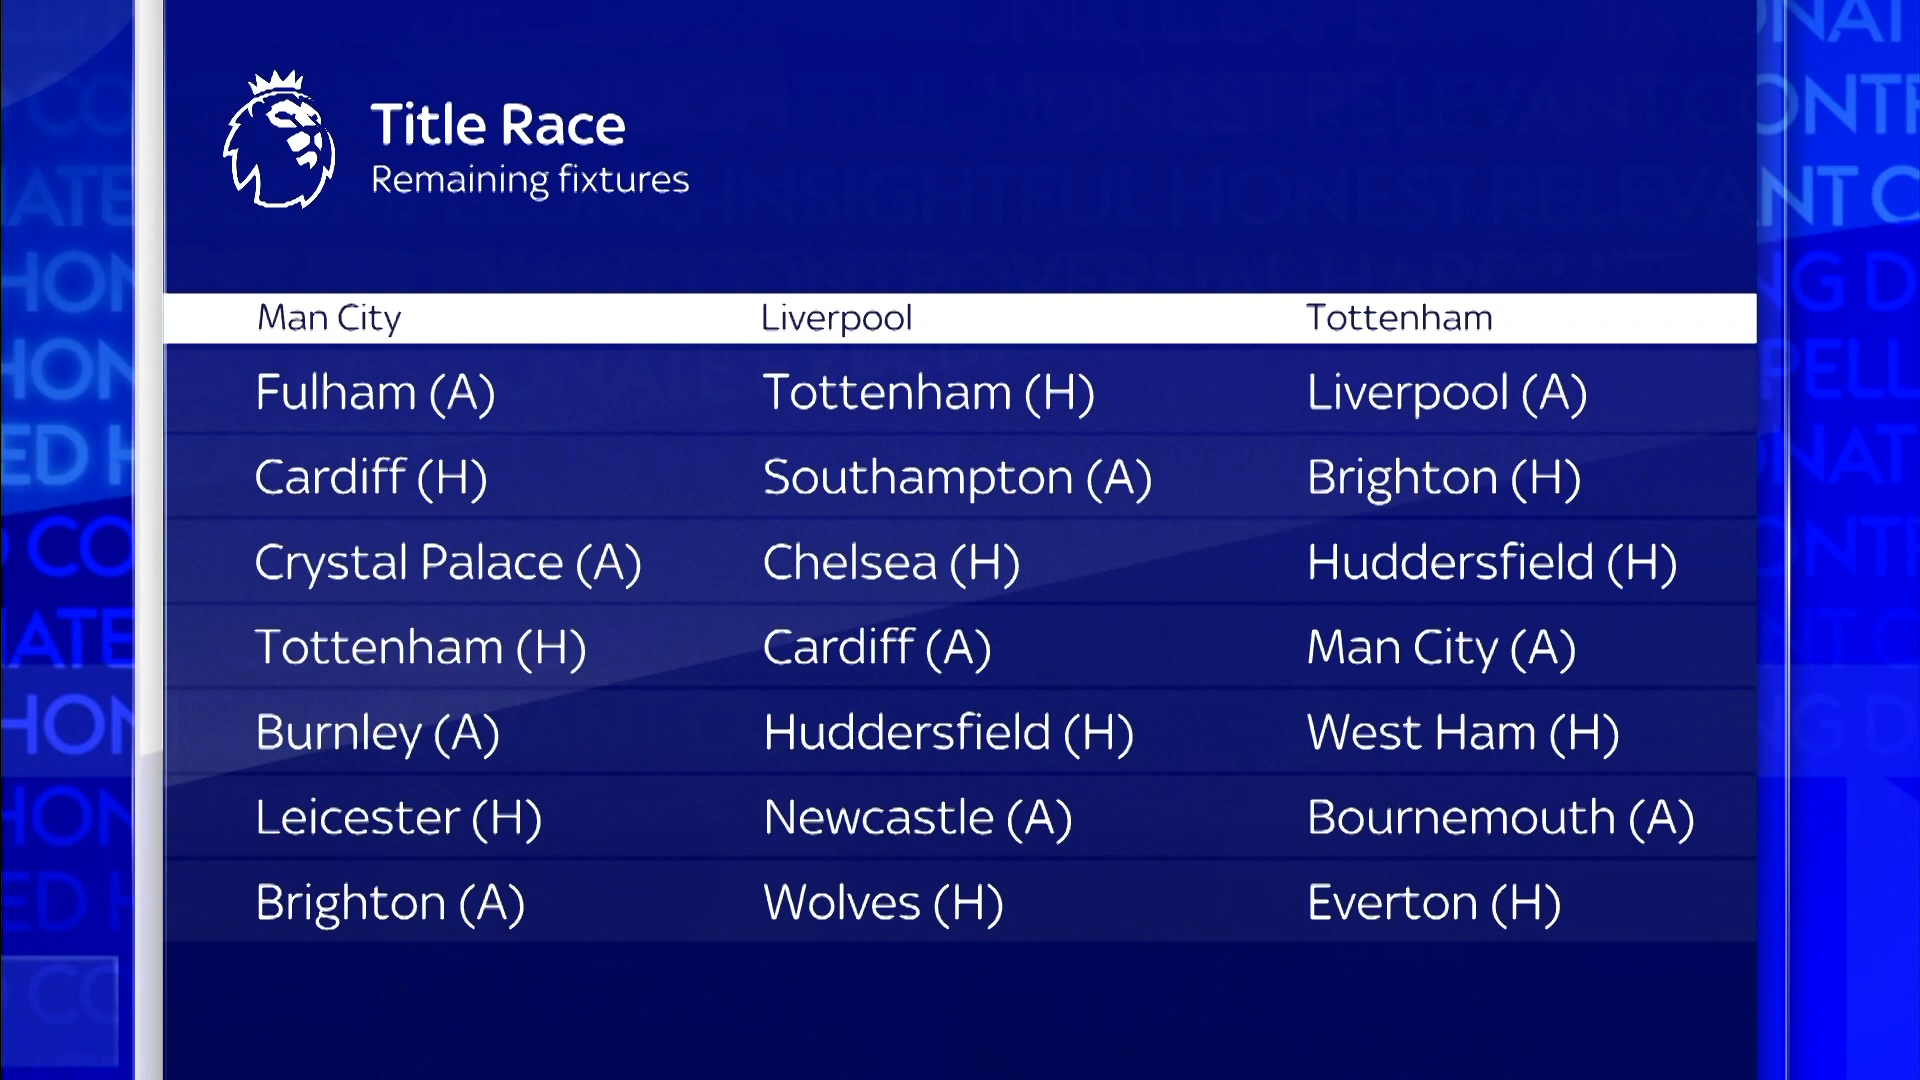 Title Race
Remaining fixtures
Man City Liverpool Tottenham
Fulham (A) Tottenham (H) Liverpool (A)
Cardiff (H) Southampton (A) Brighton (H)
Crystal Palace (A) Chelsea (H) Huddersfield (H)
Tottenham (H) Cardiff (A) Man City (A)
Burnley (A) Huddersfield (H) West Ham (H)
Leicester (H) Newcastle (A) Bournemouth (A)
Brighton (A) Wolves (H) Everton (H)